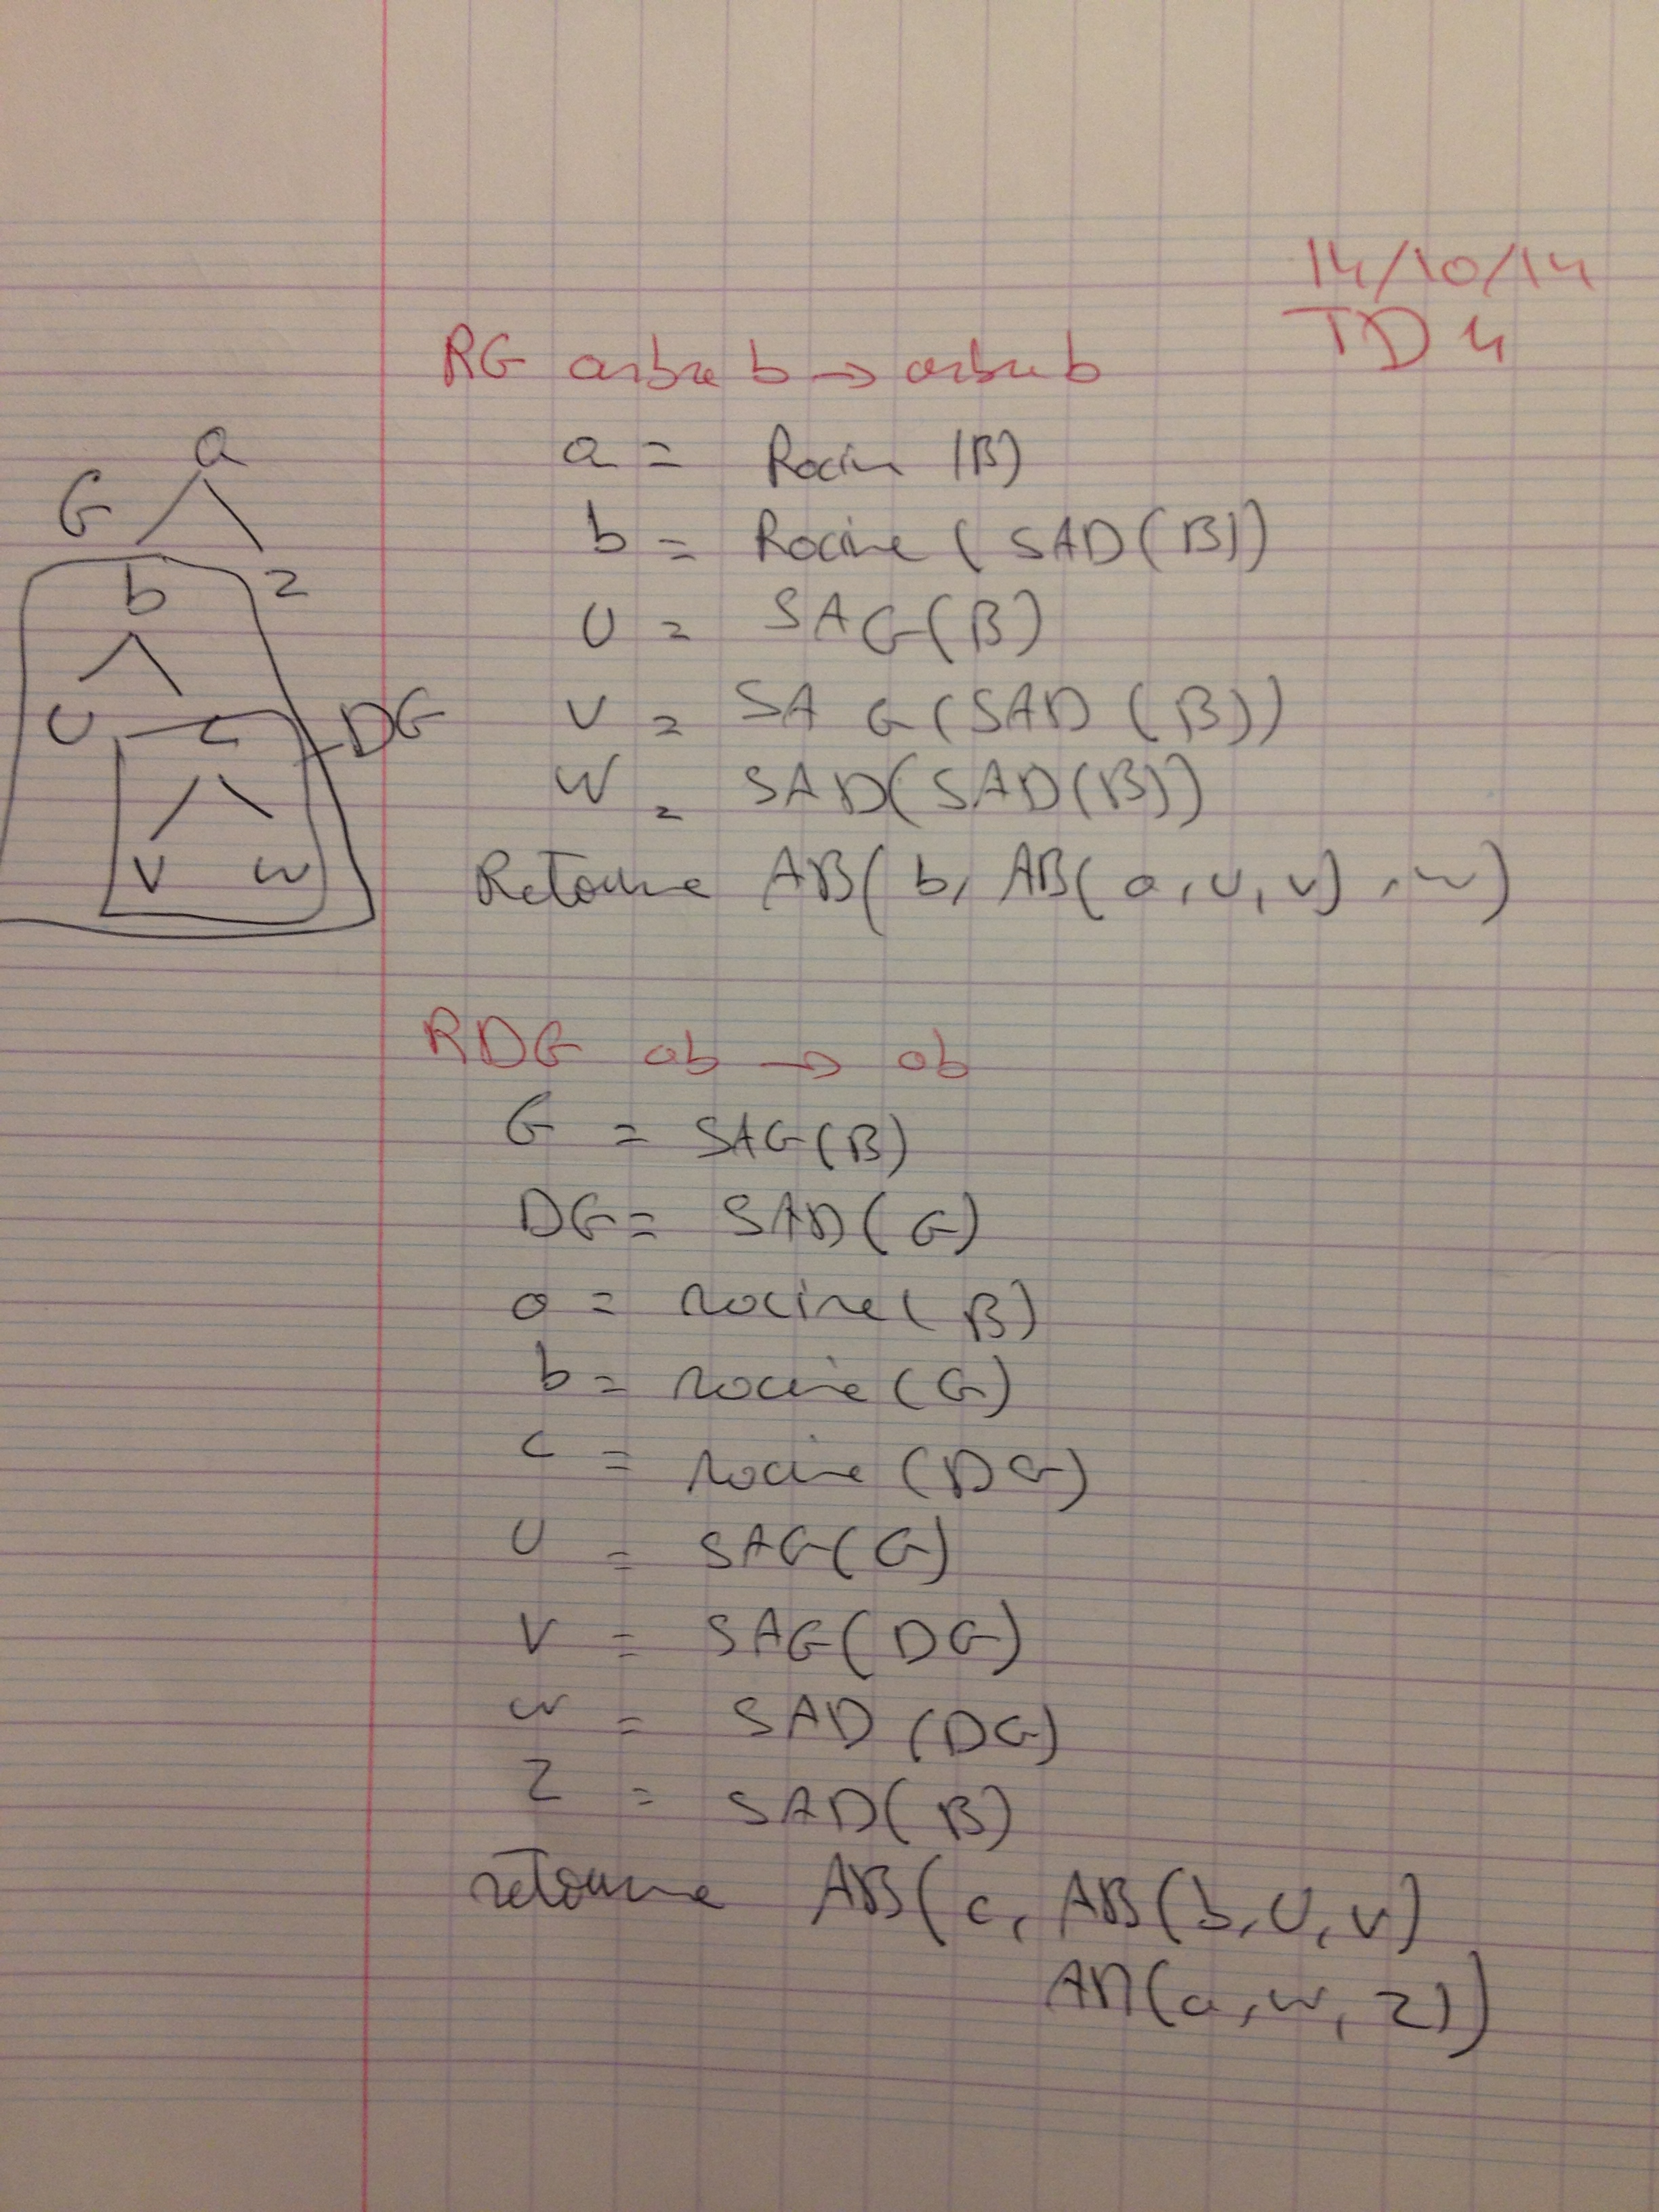 14/10/14
TD 4
RG arbre b → arbre b
a = Racine (B)
b = Racine (SAD(B))
U = SAG(B)
V = SAG(SAD(B))
W = SAD(SAD(B))
Retourne AB(b, AB(a, U, V), W)
a
G
b z
U c DG
V W
RDG ab → ab
G = SAG(B)
DG = SAD(G)
a = racine(B)
b = racine(G)
c = racine(DG)
U = SAG(G)
V = SAG(DG)
W = SAD(DG)
Z = SAD(B)
retourne AB(c, AB(b, U, V)
AB(a, W, Z))